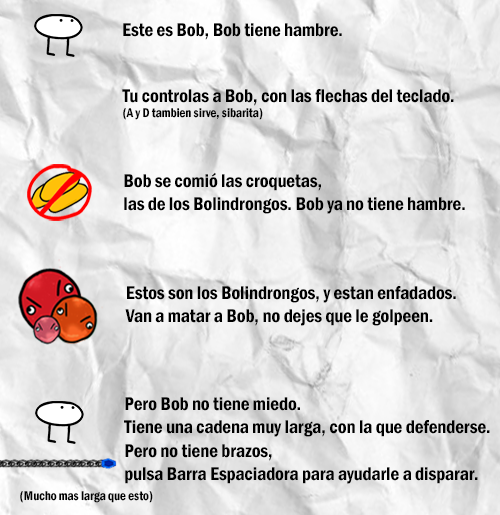 Este es Bob, Bob tiene hambre.
Tu controlas a Bob, con las flechas del teclado.
(A y D tambien sirve, sibarita)
Bob se comió las croquetas,
las de los Bolindrongos. Bob ya no tiene hambre.
Estos son los Bolindrongos, y estan enfadados.
Van a matar a Bob, no dejes que le golpeen.
Pero Bob no tiene miedo.
Tiene una cadena muy larga, con la que defenderse.
Pero no tiene brazos,
pulsa Barra Espaciadora para ayudarle a disparar.
(Mucho mas larga que esto)